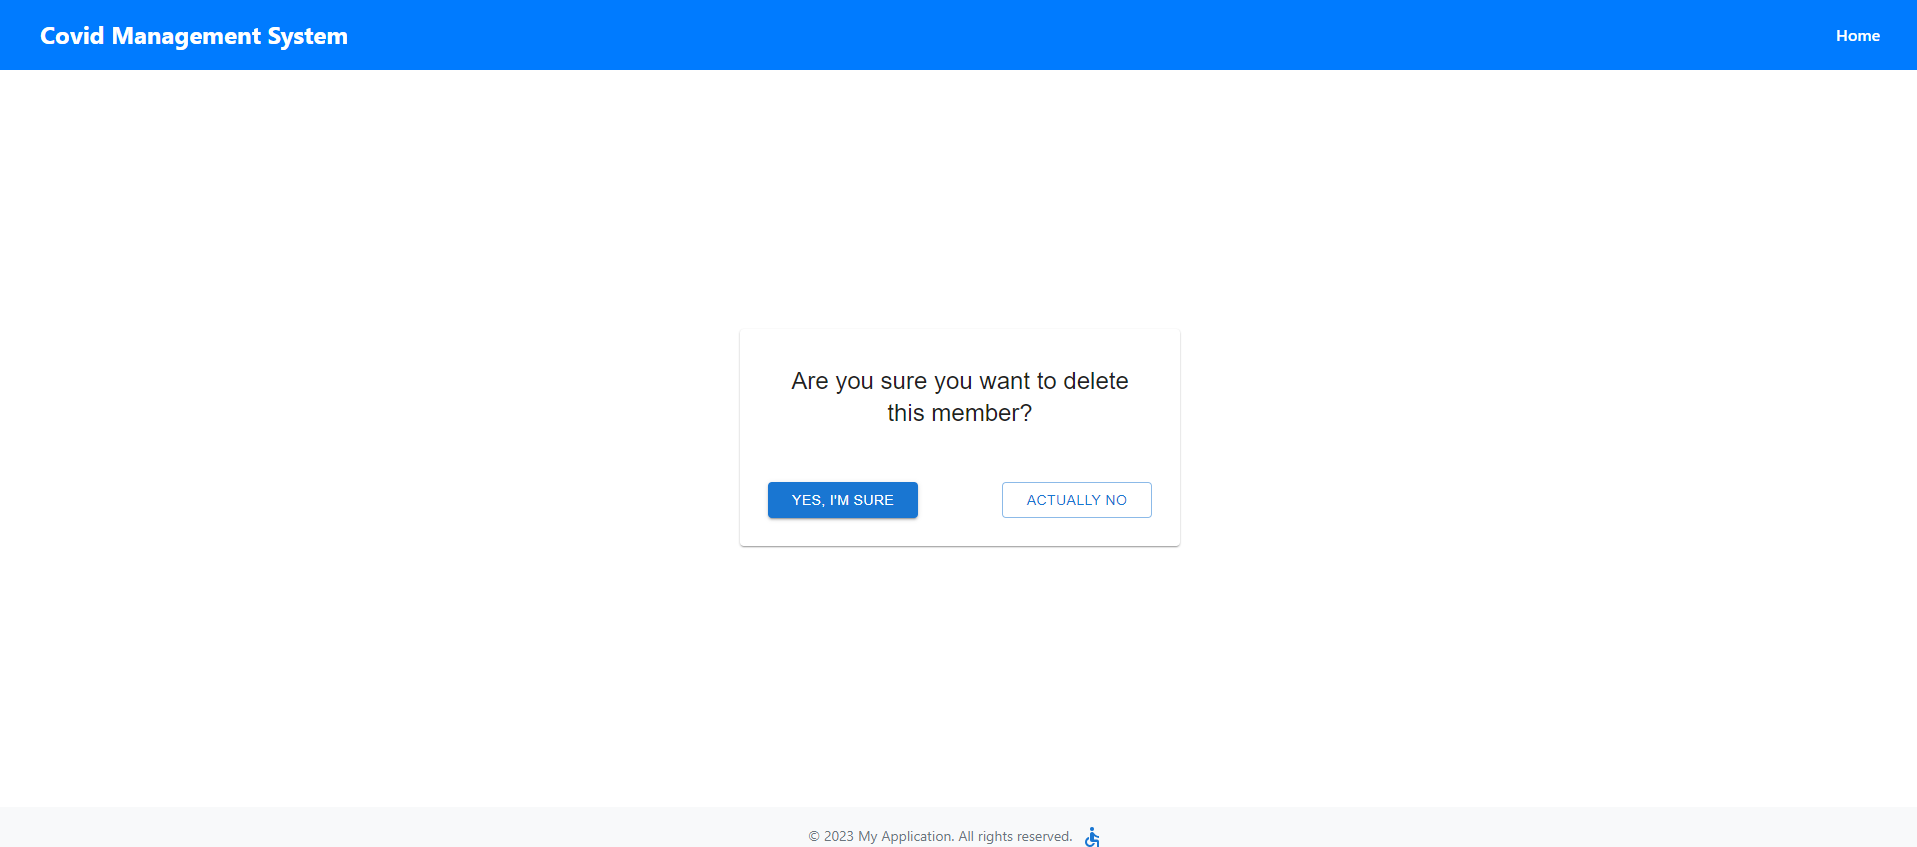 Covid Management System
Home
Are you sure you want to delete
this member?
YES, I'M SURE
ACTUALLY NO
© 2023 My Application. All rights reserved.